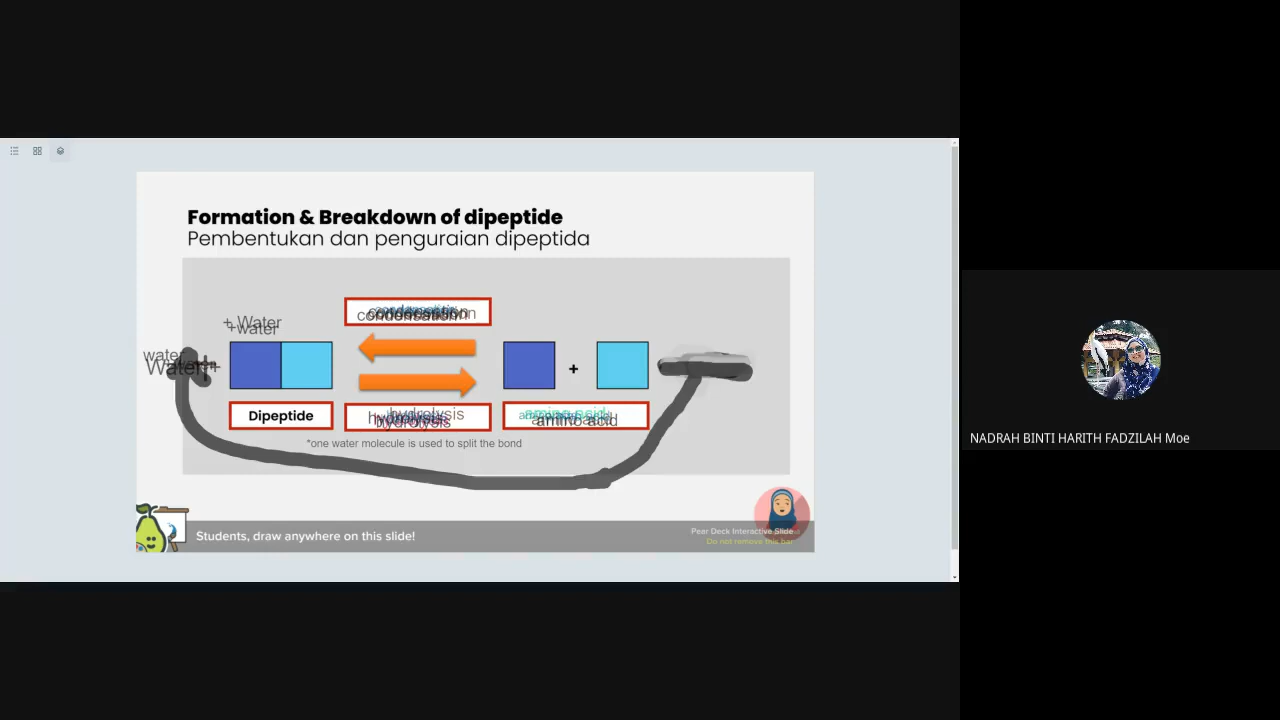 Formation & Breakdown of dipeptide
Pembentukan dan penguraian dipeptida
condensation
+ Water
+water
water
Water+
+
Dipeptide
hydrolysis
hydrolysis
amino acid
amino acid
*one water molecule is used to split the bond
Students, draw anywhere on this slide!
Pear Deck Interactive Slide
Do not remove this bar
NADRAH BINTI HARITH FADZILAH Moe